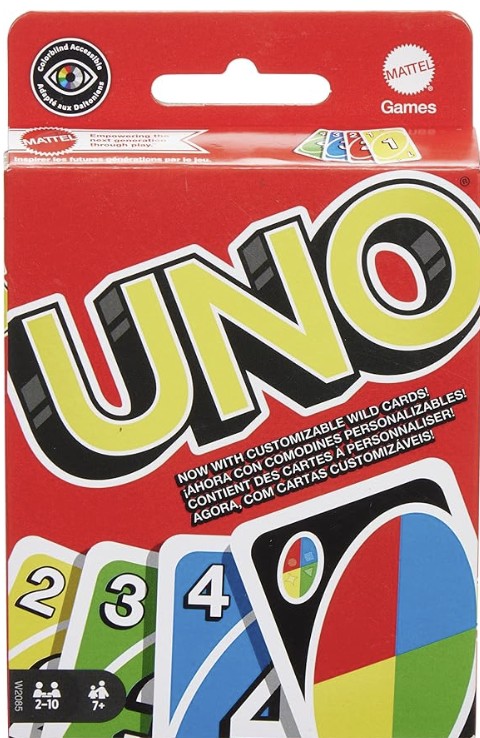 Colorblind Accessible
Adapté aux Daltoniens
MATTEL
Games
MATTEL
Empowering the
next generation
through play.
Inspirer les futures générations par le jeu.
1
UNO®
NOW WITH CUSTOMIZABLE WILD CARDS!
¡AHORA CON COMODINES PERSONALIZABLES!
CONTIENT DES CARTES À PERSONNALISER!
AGORA, COM CARTAS CUSTOMIZÁVEIS!
2
3
4
W2085
2-10
7+